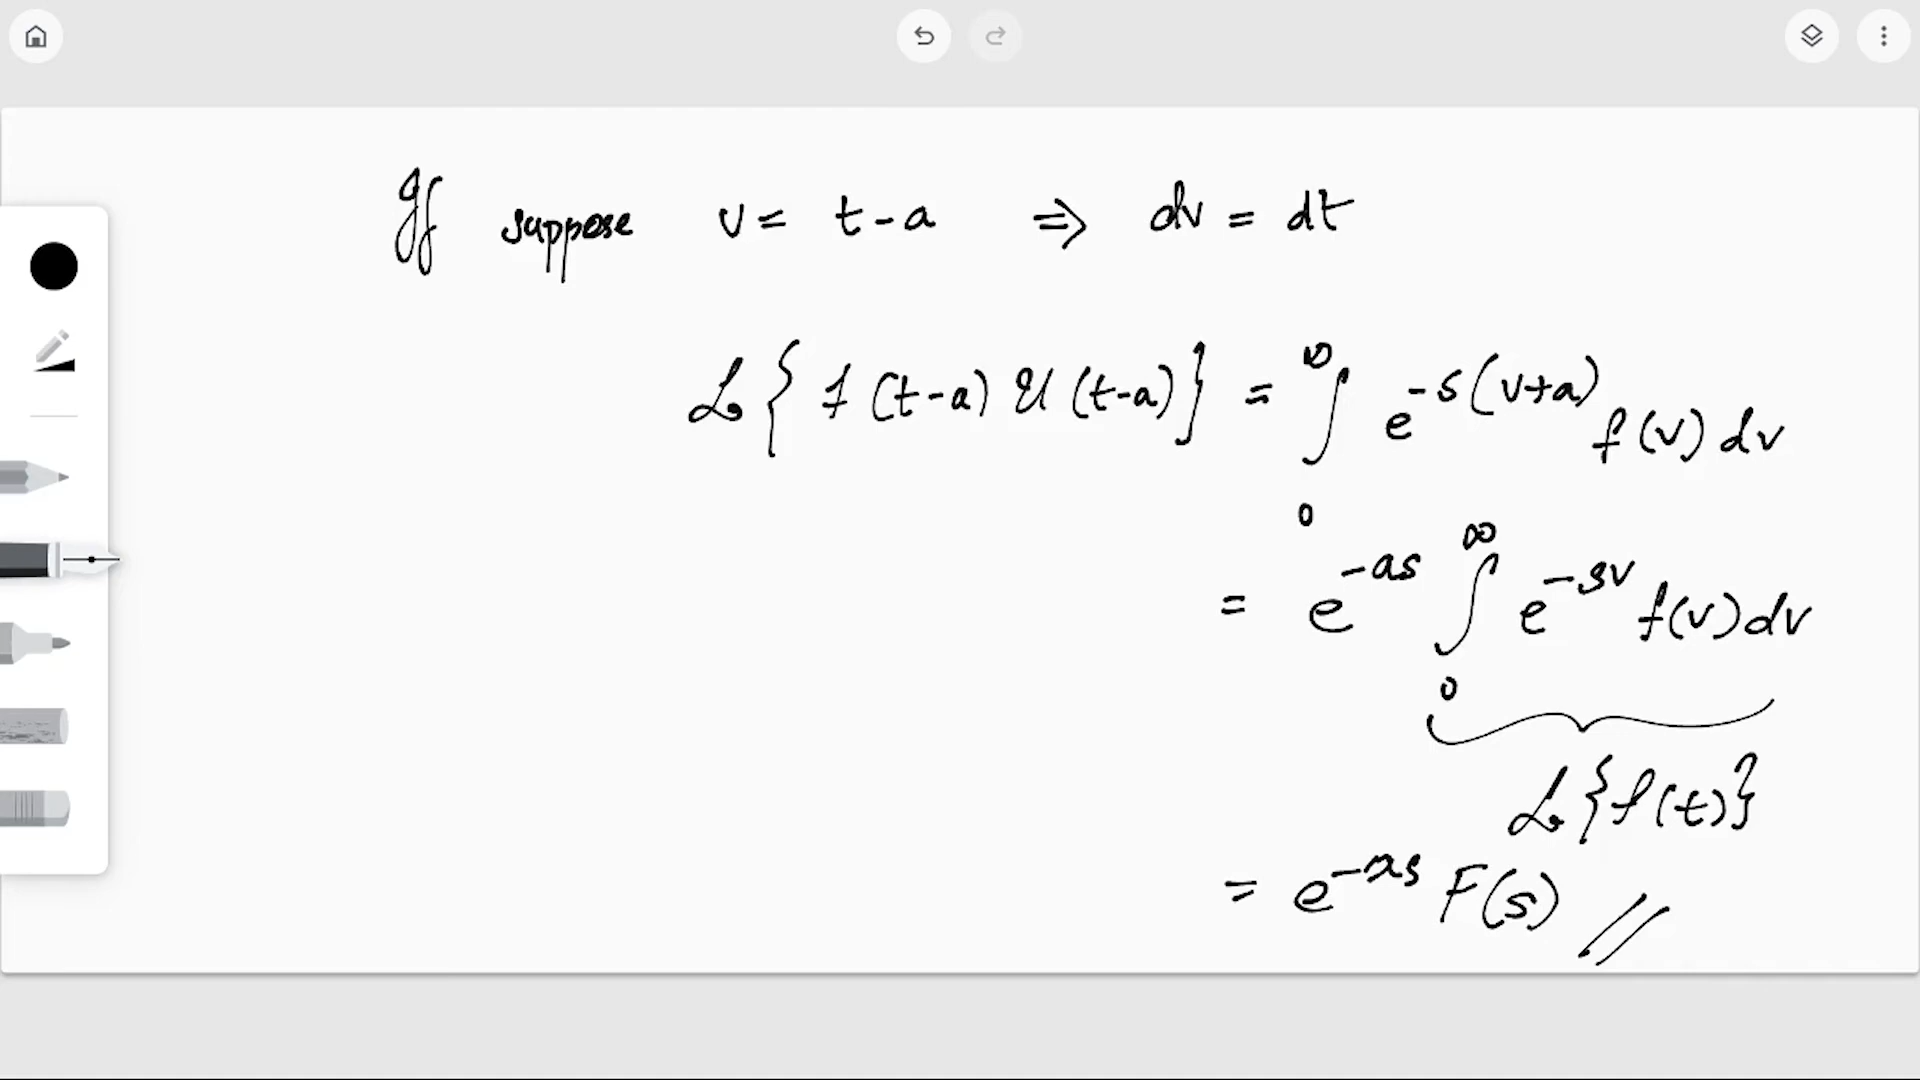 If suppose v = t - a ⇒ dv = dt
ℒ{ f (t-a) 𝒰 (t-a)} = ∫₀^∞ e^{-s(v+a)} f(v) dv
= e^{-as} ∫₀^∞ e^{-sv} f(v) dv
ℒ{f(t)}
= e^{-as} F(s) //